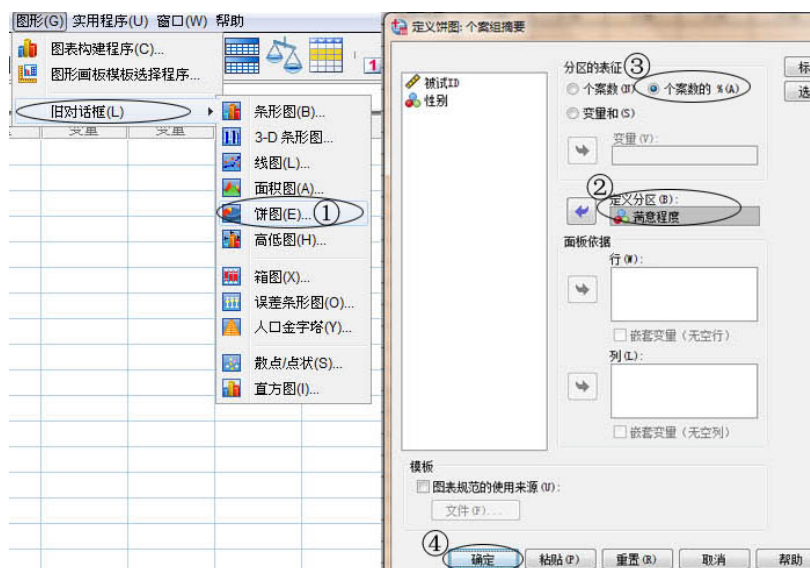 图形(G) 实用程序(U) 窗口(W) 帮助
图表构建程序(C)...
图形画板模板选择程序...
旧对话框(L)
变量 变量
条形图(B)...
3-D 条形图...
线图(L)...
面积图(A)...
饼图(E)... ①
高低图(H)...
箱图(X)...
误差条形图(O)...
人口金字塔(Y)...
散点/点状(S)...
直方图(I)...
1
定义饼图: 个案组摘要
被试ID
性别
分区的表征 ③
个案数(N) 个案数的 %(A)
变量和(S)
变量(V):
②
定义分区(B):
满意程度
面板依据
行(W):
嵌套变量（无空行）
列(L):
嵌套变量（无空列）
模板
图表规范的使用来源(U):
文件(F)...
④
确定 粘贴(P) 重置(R) 取消 帮助
标
选